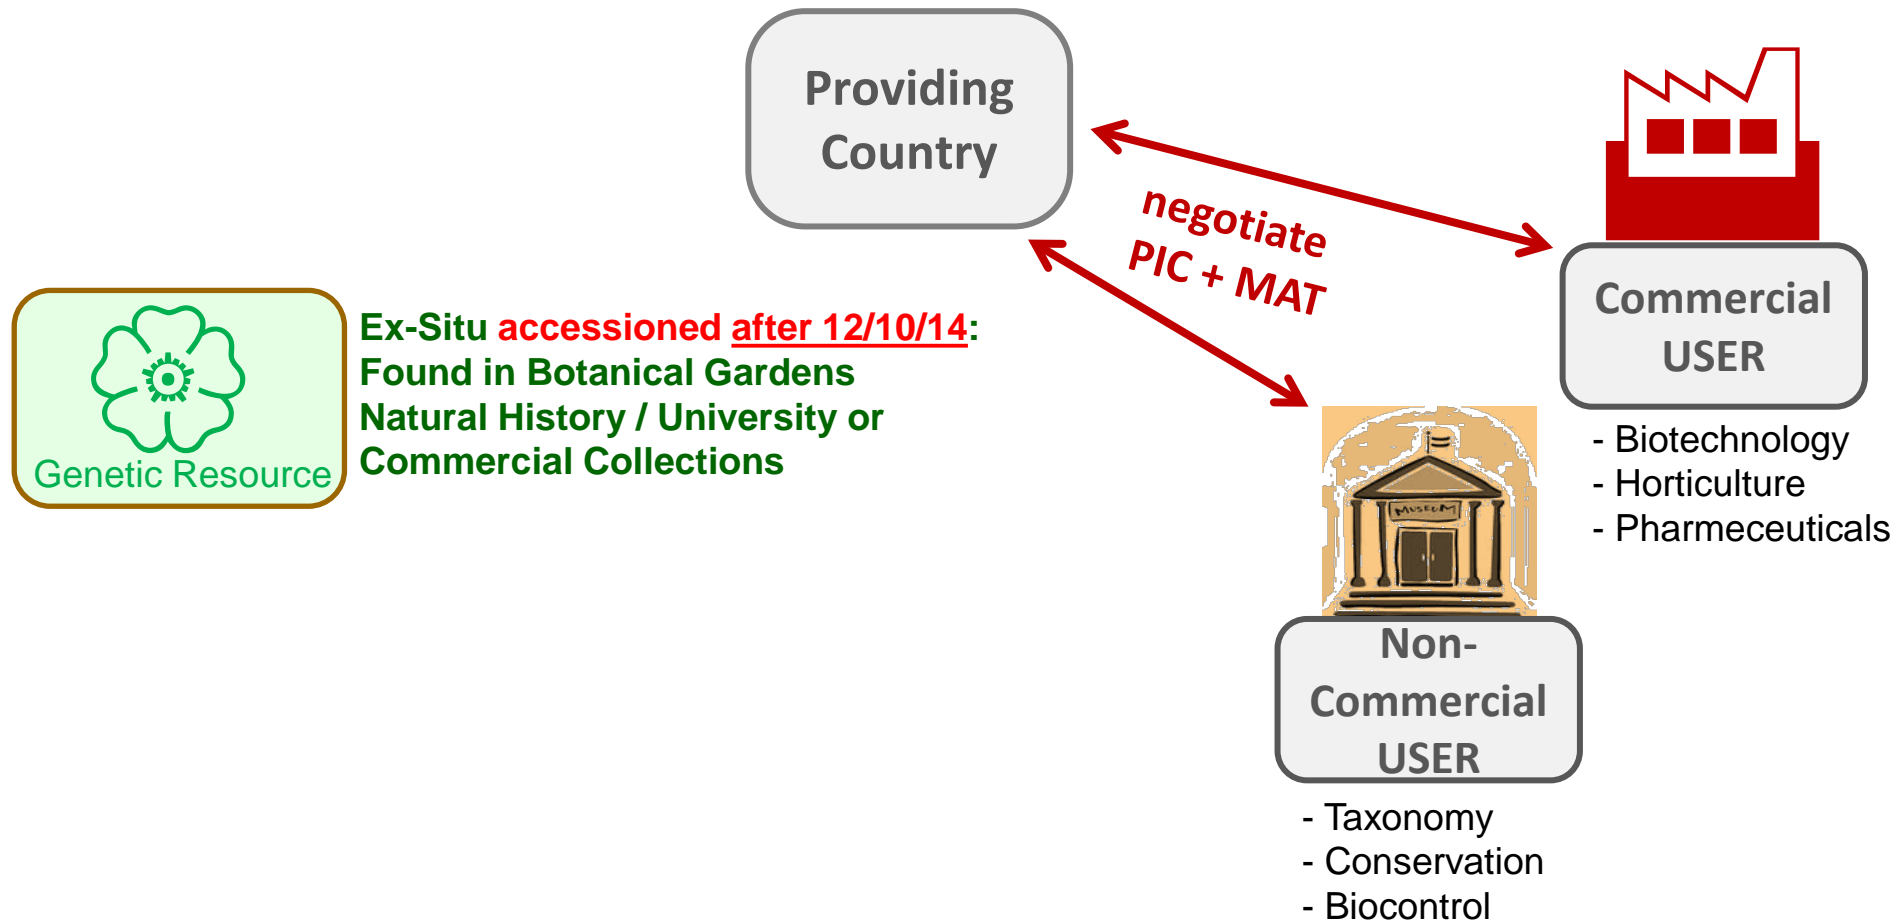 Providing
Country
negotiate
PIC + MAT
Genetic Resource
Ex-Situ accessioned after 12/10/14:
Found in Botanical Gardens
Natural History / University or
Commercial Collections
Commercial
USER
- Biotechnology
- Horticulture
- Pharmeceuticals
MUSEUM
Non-
Commercial
USER
- Taxonomy
- Conservation
- Biocontrol